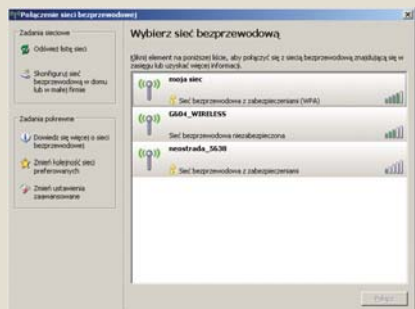 Połączenie sieci bezprzewodowej
Zadania sieciowe
Odśwież listę sieci
Skonfiguruj sieć
bezprzewodową w domu
lub w małej firmie
Zadania pokrewne
Dowiedz się więcej o sieci
bezprzewodowej
Zmień kolejność sieci
preferowanych
Zmień ustawienia
zaawansowane
Wybierz sieć bezprzewodową
Kliknij element na poniższej liście, aby połączyć się z siecią bezprzewodową znajdującą się w
zasięgu lub uzyskać więcej informacji.
moja siec
Sieć bezprzewodowa z zabezpieczeniami (WPA)
G604_WIRELESS
Sieć bezprzewodowa niezabezpieczona
neostrada_5638
Sieć bezprzewodowa z zabezpieczeniami
Połącz